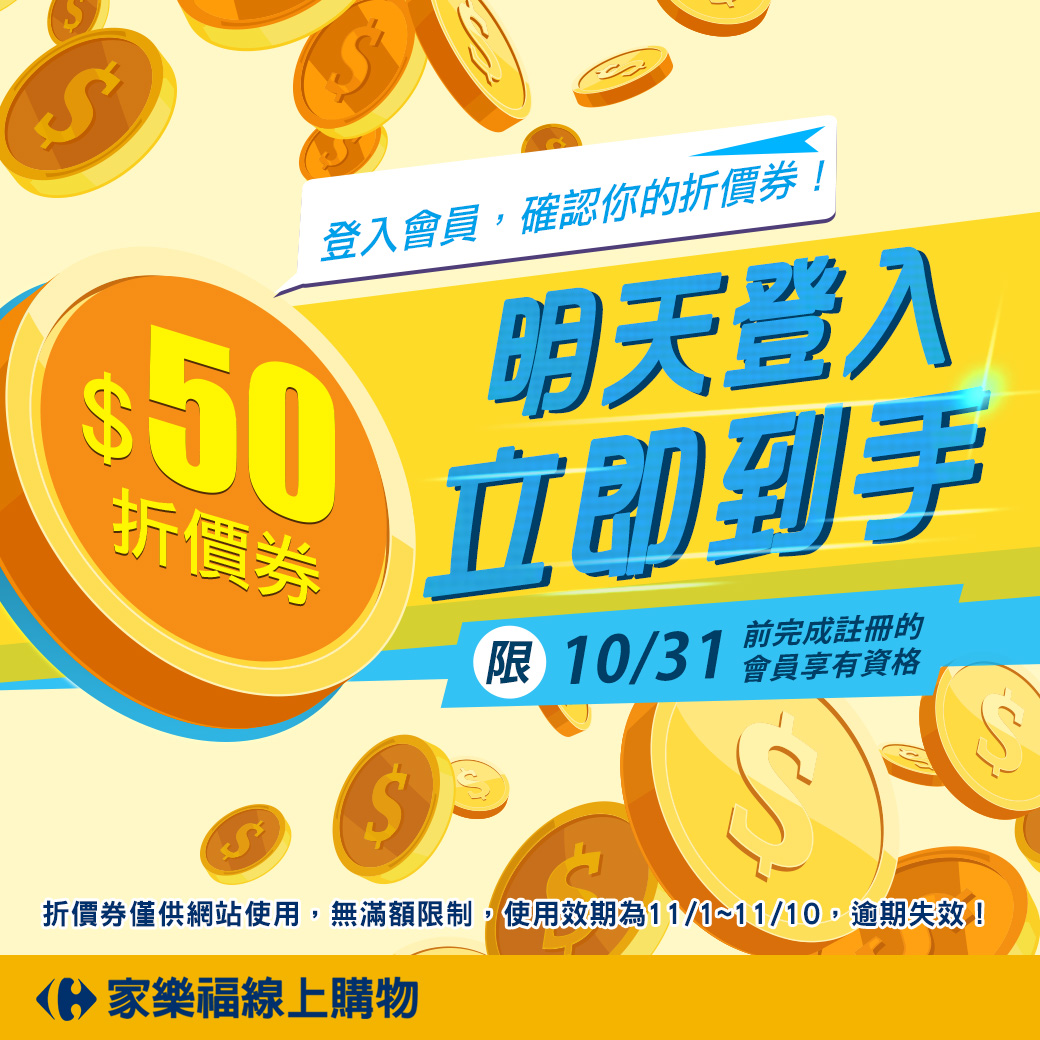 登入會員，確認你的折價券！
明天登入
立即到手
$50
折價券
限 10/31 前完成註冊的
會員享有資格
折價券僅供網站使用，無滿額限制，使用效期為11/1~11/10，逾期失效！
家樂福線上購物